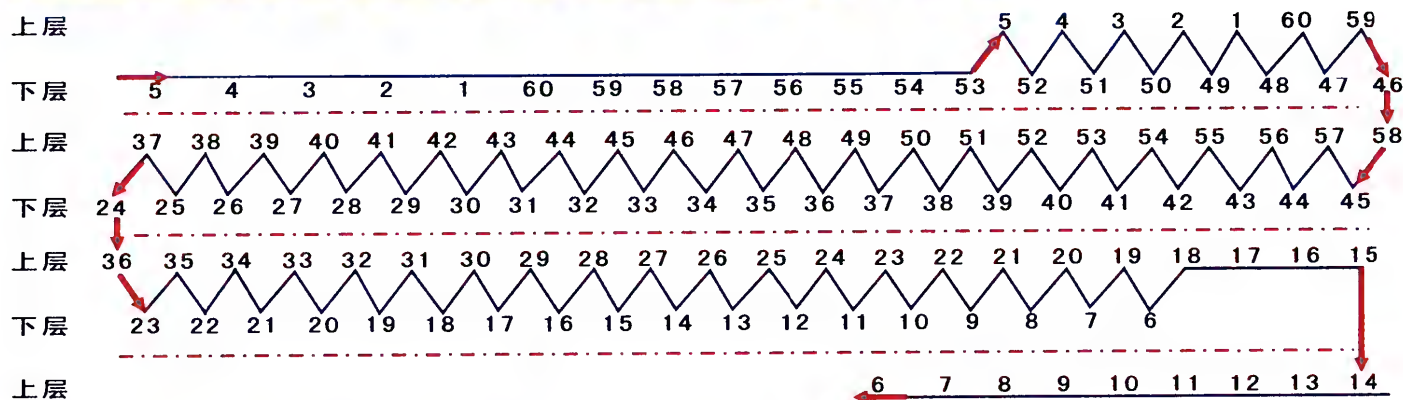 上层 5 4 3 2 1 60 59
下层 5 4 3 2 1 60 59 58 57 56 55 54 53 52 51 50 49 48 47 46
上层 37 38 39 40 41 42 43 44 45 46 47 48 49 50 51 52 53 54 55 56 57 58
下层 24 25 26 27 28 29 30 31 32 33 34 35 36 37 38 39 40 41 42 43 44 45
上层 36 35 34 33 32 31 30 29 28 27 26 25 24 23 22 21 20 19 18 17 16 15
下层 23 22 21 20 19 18 17 16 15 14 13 12 11 10 9 8 7 6
上层 6 7 8 9 10 11 12 13 14